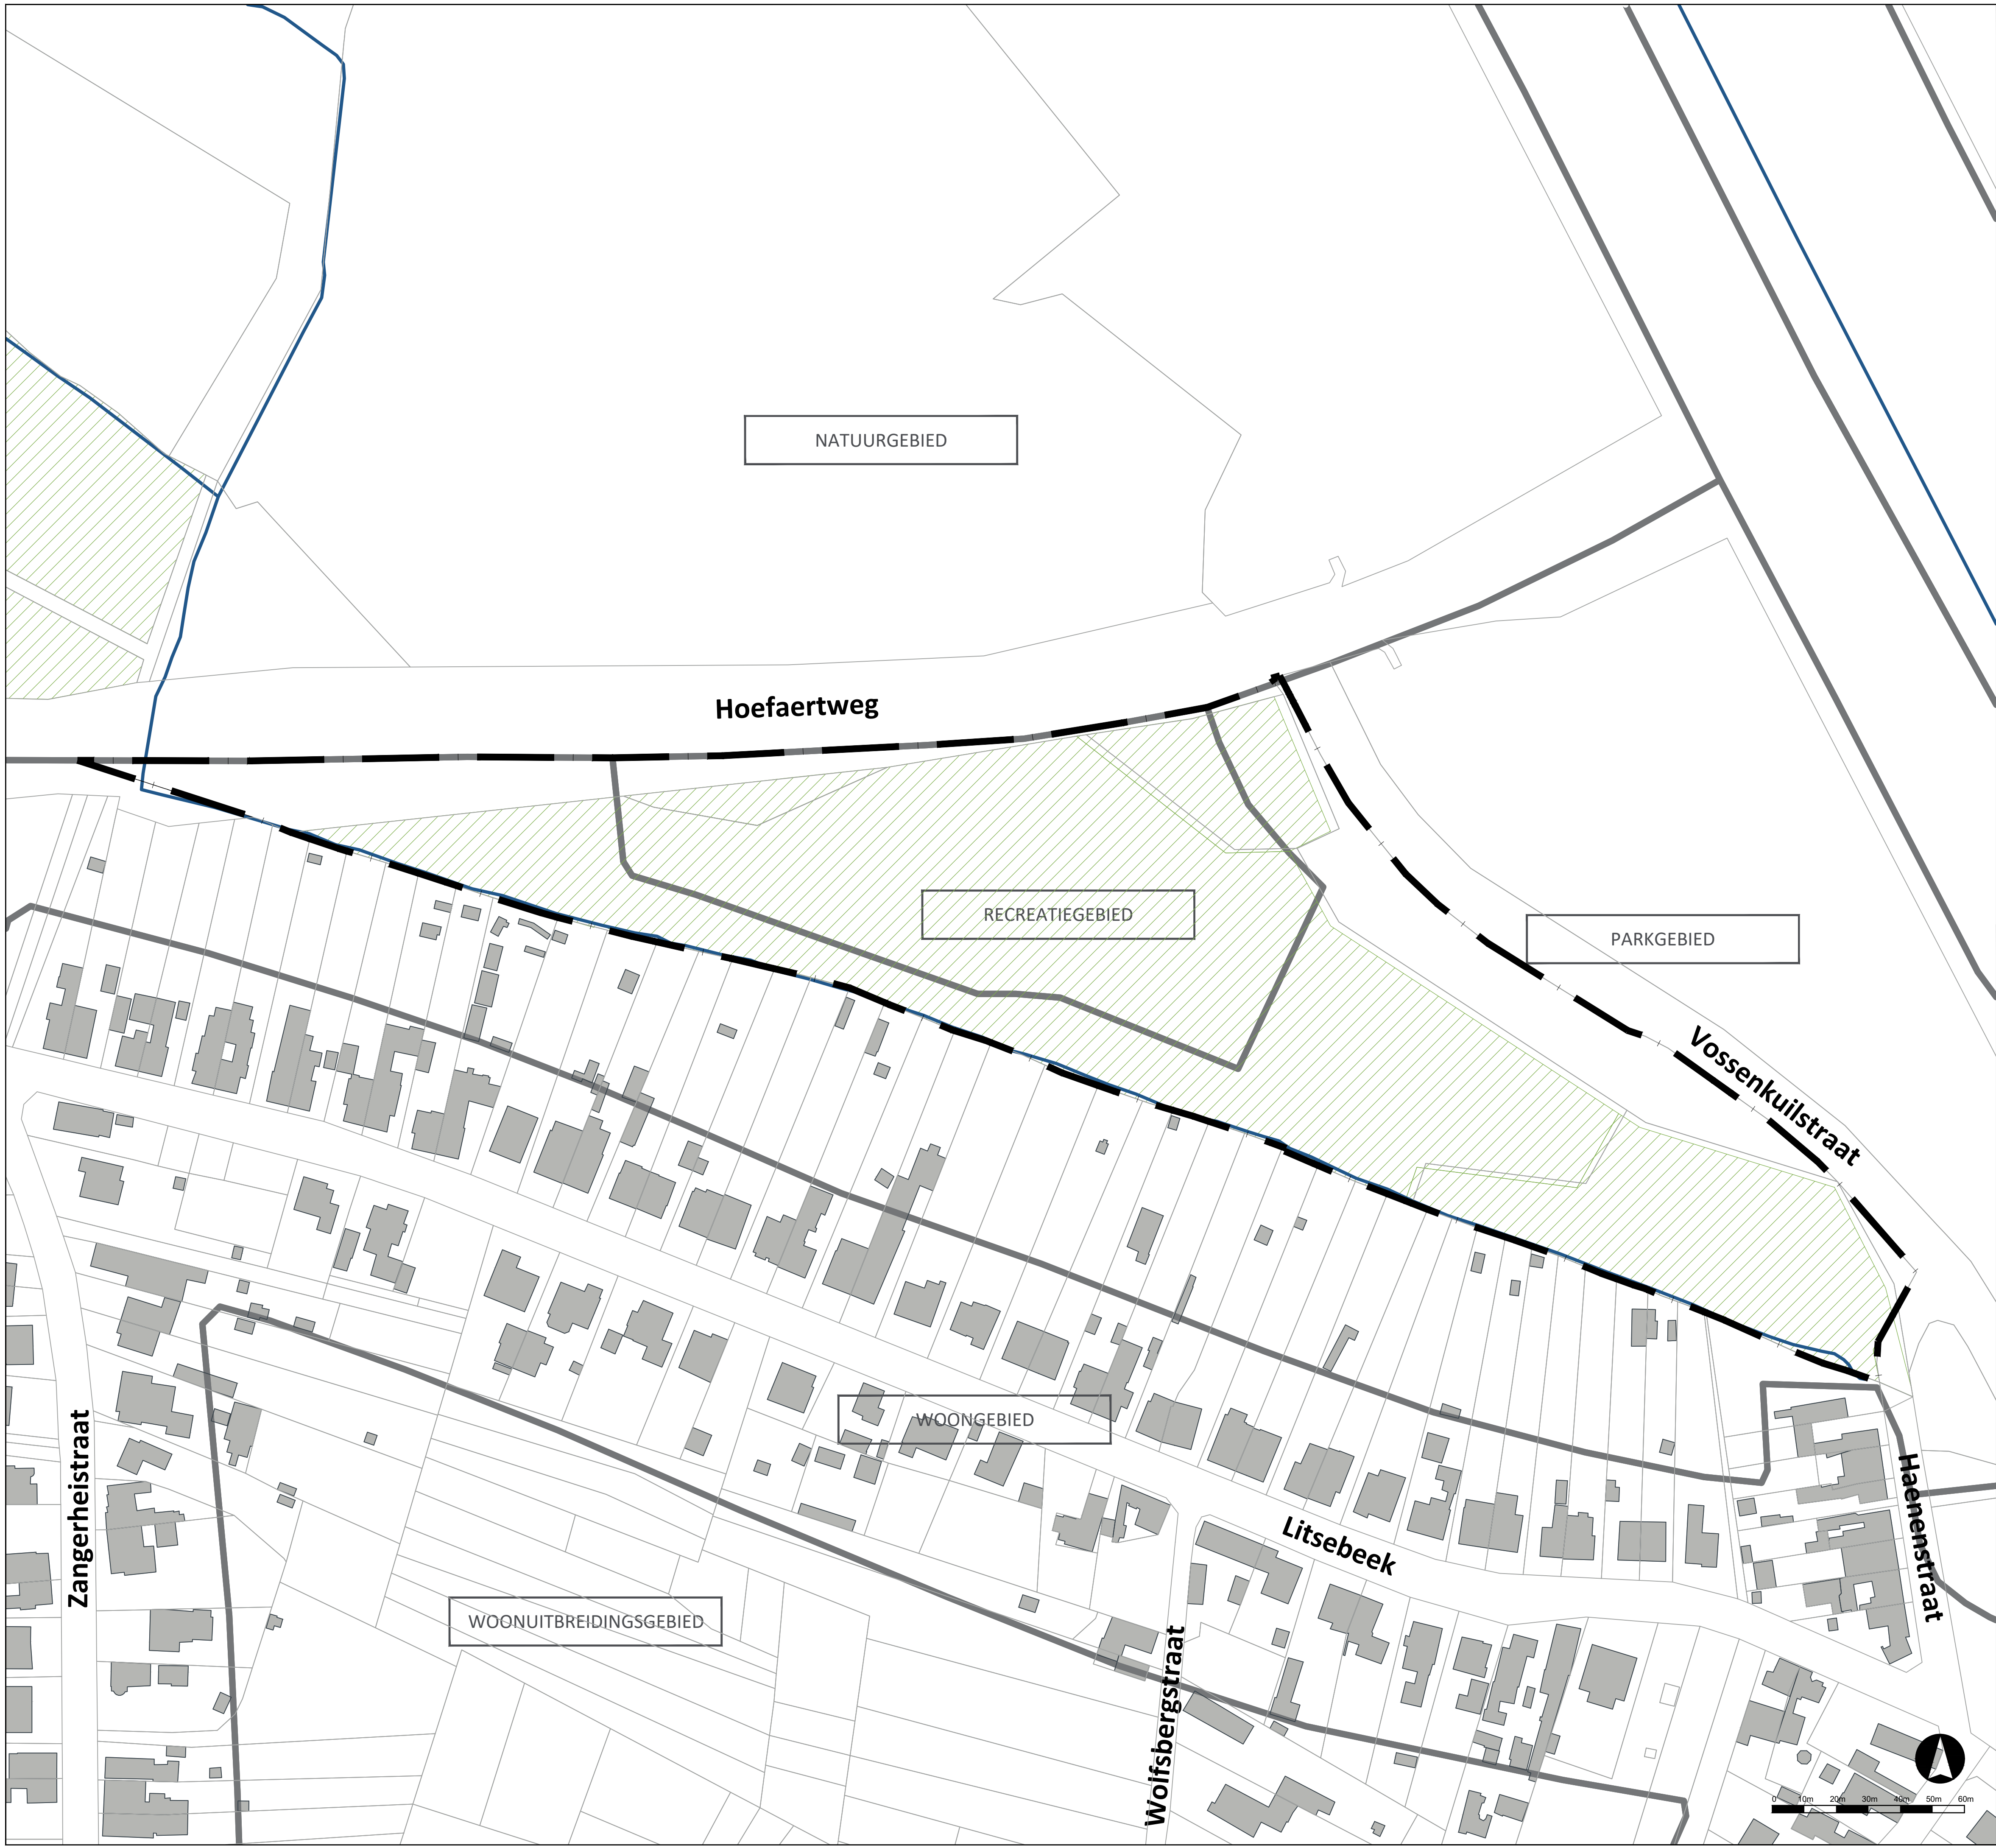 NATUURGEBIED
Hoefaertweg
RECREATIEGEBIED
PARKGEBIED
Vossenkuilstraat
WOONGEBIED
Zangerheistraat
Haenenstraat
Litsebeek
WOONUITBREIDINGSGEBIED
Wolfsbergstraat
0 10m 20m 30m 40m 50m 60m